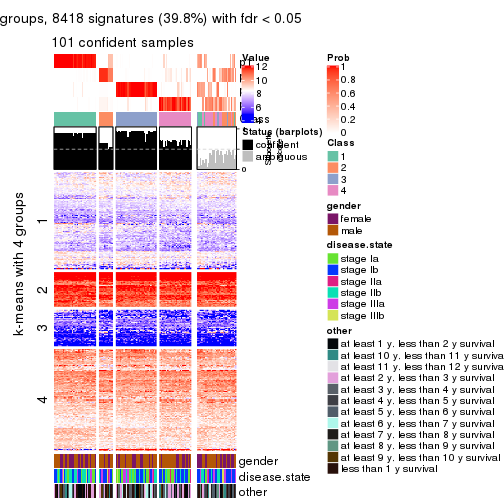 groups, 8418 signatures (39.8%) with fdr < 0.05
101 confident samples
k-means with 4 groups
1
2
3
4
gender
disease.state
other
Value
12
10
8
6
Status (barplots)
confident
ambiguous
0
Prob
1
0.8
0.6
0.4
0.2
0
Class
1
2
3
4
gender
female
male
disease.state
stage Ia
stage Ib
stage IIa
stage IIb
stage IIIa
stage IIIb
other
at least 1 y. less than 2 y survival
at least 10 y. less than 11 y survival
at least 11 y. less than 12 y survival
at least 2 y. less than 3 y survival
at least 3 y. less than 4 y survival
at least 4 y. less than 5 y survival
at least 5 y. less than 6 y survival
at least 6 y. less than 7 y survival
at least 7 y. less than 8 y survival
at least 8 y. less than 9 y survival
at least 9 y. less than 10 y survival
less than 1 y survival